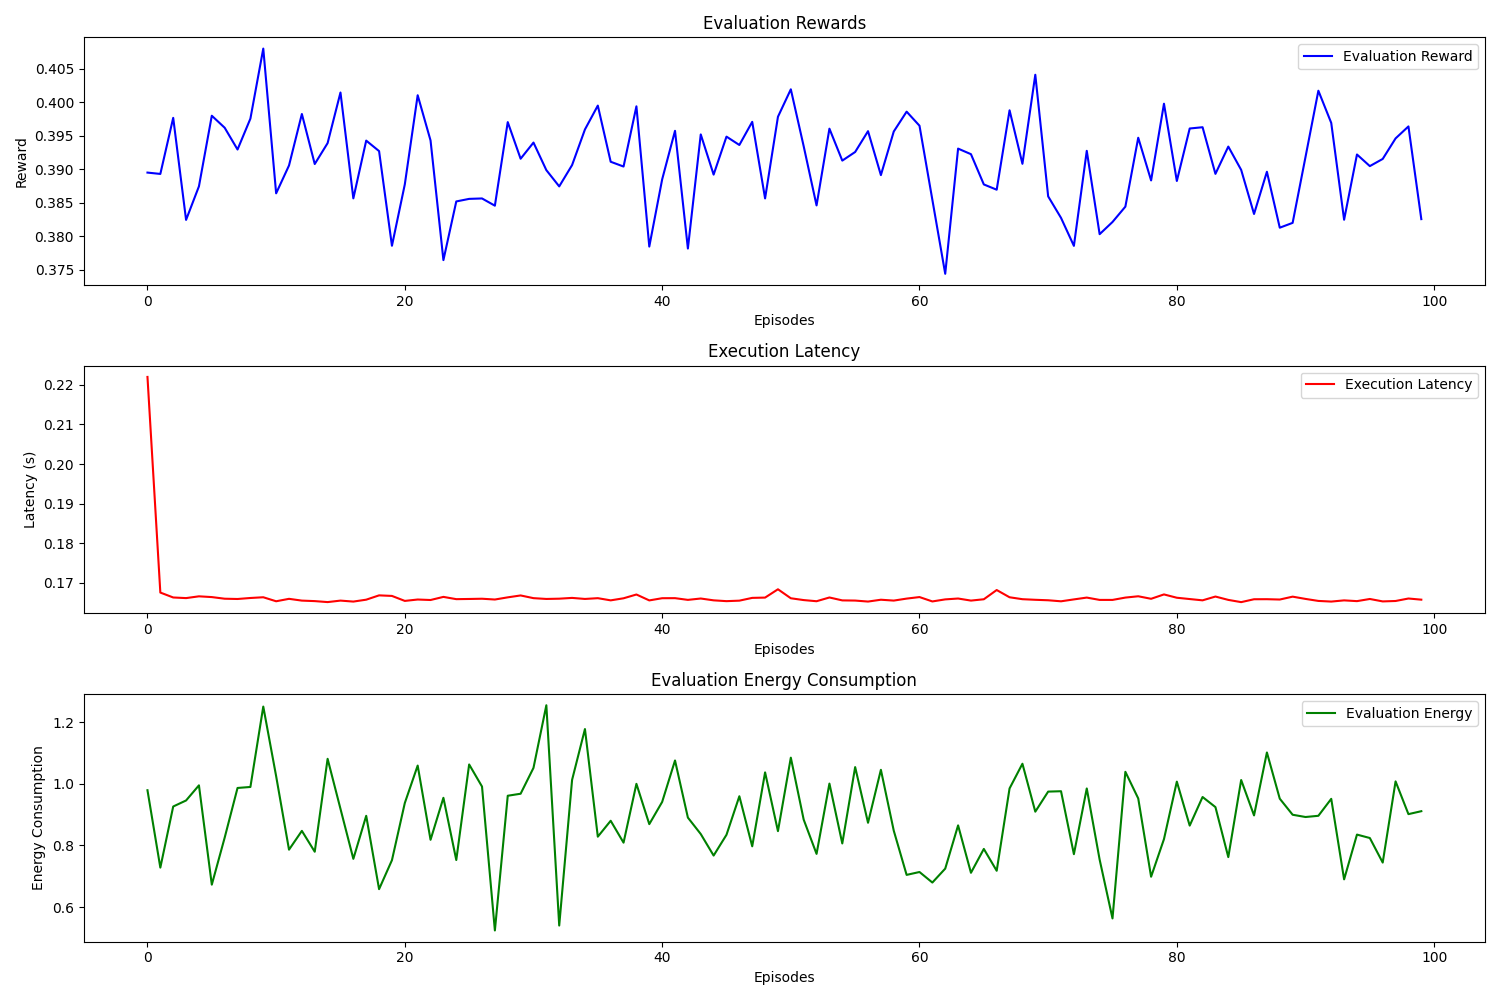 Evaluation Rewards
Reward
0.405
0.400
0.395
0.390
0.385
0.380
0.375
Evaluation Reward
0 20 40 60 80 100
Episodes
Execution Latency
Latency (s)
0.22
0.21
0.20
0.19
0.18
0.17
Execution Latency
0 20 40 60 80 100
Episodes
Evaluation Energy Consumption
Energy Consumption
1.2
1.0
0.8
0.6
Evaluation Energy
0 20 40 60 80 100
Episodes